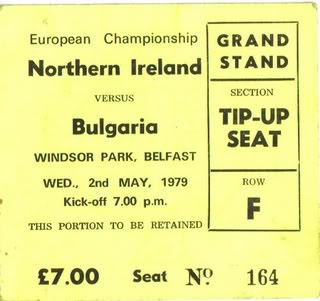 European Championship
Northern Ireland
VERSUS
Bulgaria
WINDSOR PARK, BELFAST
WED., 2nd MAY, 1979
Kick-off 7.00 p.m.
THIS PORTION TO BE RETAINED
£7.00 Seat Nº 164
GRAND
STAND
SECTION
TIP-UP
SEAT
ROW
F